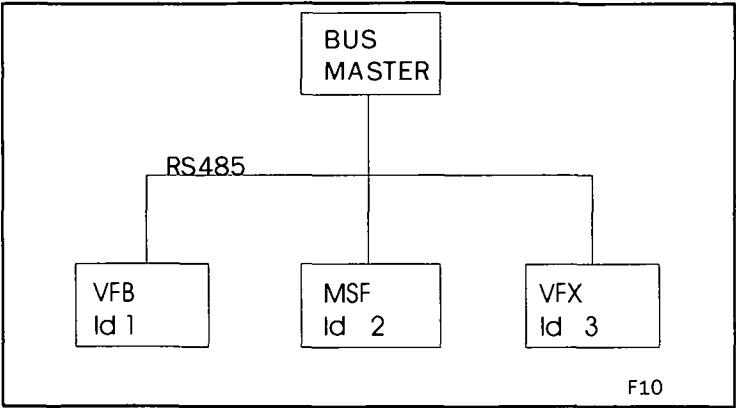 BUS
MASTER
RS485
VFB
Id 1
MSF
Id 2
VFX
Id 3
F10